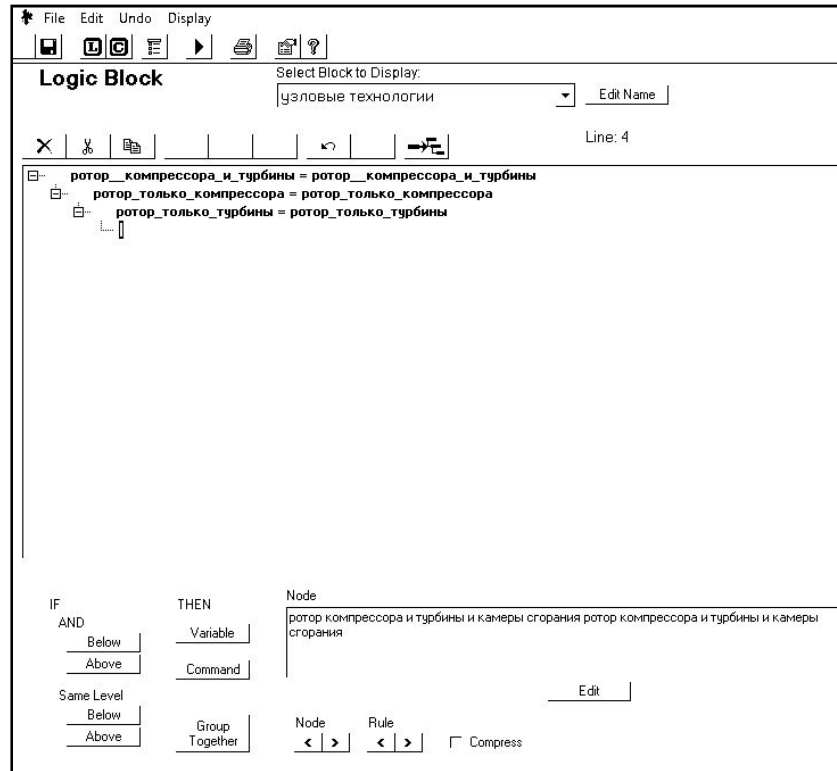 File Edit Undo Display
L C ?
Logic Block
Select Block to Display:
узловые технологии
Edit Name
Line: 4
ротор__компрессора_и_турбины = ротор__компрессора_и_турбины
ротор_только_компрессора = ротор_только_компрессора
ротор_только_турбины = ротор_только_турбины
IF
THEN
Node
AND
Below
Above
Variable
Command
ротор компрессора и турбины и камеры сгорания ротор компрессора и турбины и камеры
сгорания
Edit
Same Level
Below
Above
Group
Together
Node
< >
Rule
< >
Compress